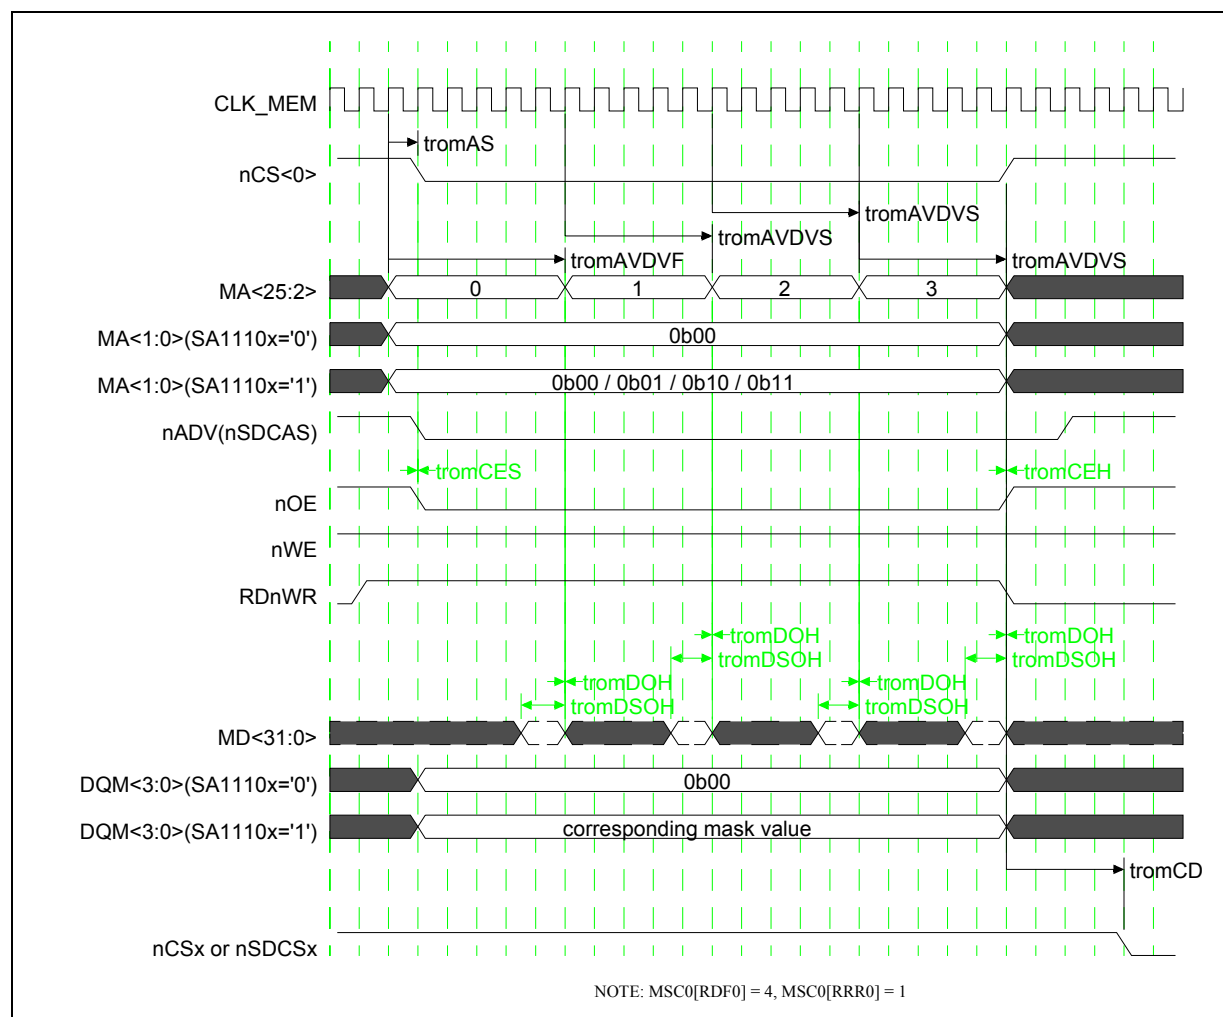 CLK_MEM
tromAS
nCS<0>
tromAVDVS
tromAVDVS
tromAVDVF
tromAVDVS
MA<25:2>
0
1
2
3
MA<1:0>(SA1110x='0')
0b00
MA<1:0>(SA1110x='1')
0b00 / 0b01 / 0b10 / 0b11
nADV(nSDCAS)
tromCES
tromCEH
nOE
nWE
RDnWR
tromDOH
tromDOH
tromDSOH
tromDSOH
tromDOH
tromDOH
tromDSOH
tromDSOH
MD<31:0>
DQM<3:0>(SA1110x='0')
0b00
DQM<3:0>(SA1110x='1')
corresponding mask value
tromCD
nCSx or nSDCSx
NOTE: MSC0[RDF0] = 4, MSC0[RRR0] = 1